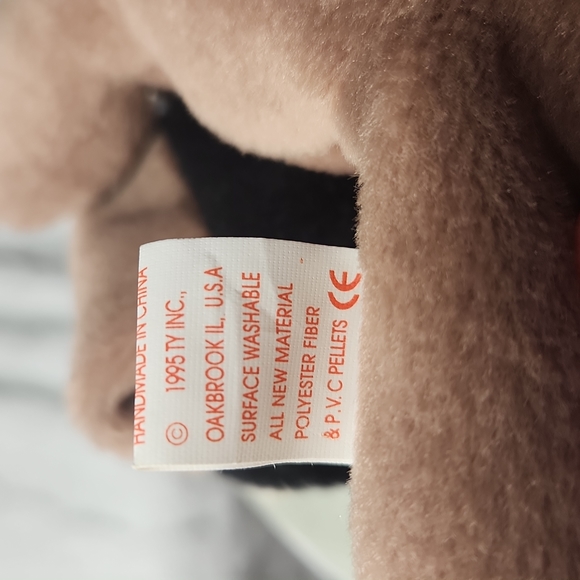 HANDMADE IN CHINA
© 1995 TY INC.,
OAKBROOK IL, U.S.A
SURFACE WASHABLE
ALL NEW MATERIAL
POLYESTER FIBER
& P.V.C PELLETS CE